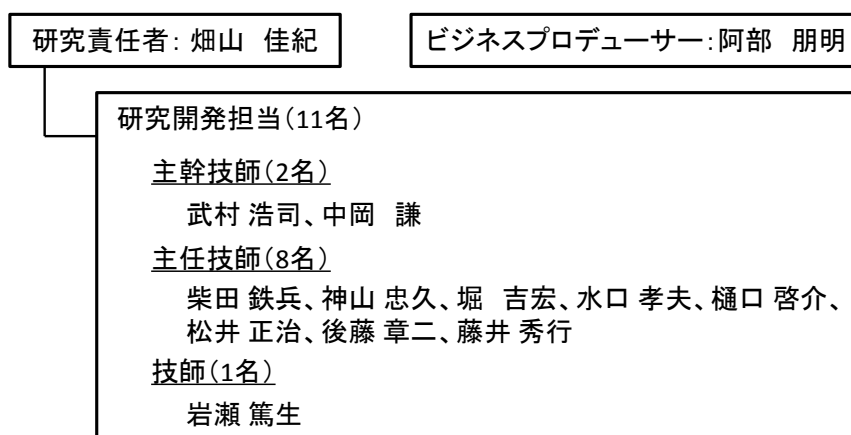 研究責任者: 畑山　佳紀
ビジネスプロデューサー:阿部　朋明
研究開発担当(11名)
主幹技師(2名)
武村 浩司、中岡　謙
主任技師(8名)
柴田 鉄兵、神山 忠久、堀　吉宏、水口 孝夫、樋口 啓介、
松井 正治、後藤 章二、藤井 秀行
技師(1名)
岩瀬 篤生